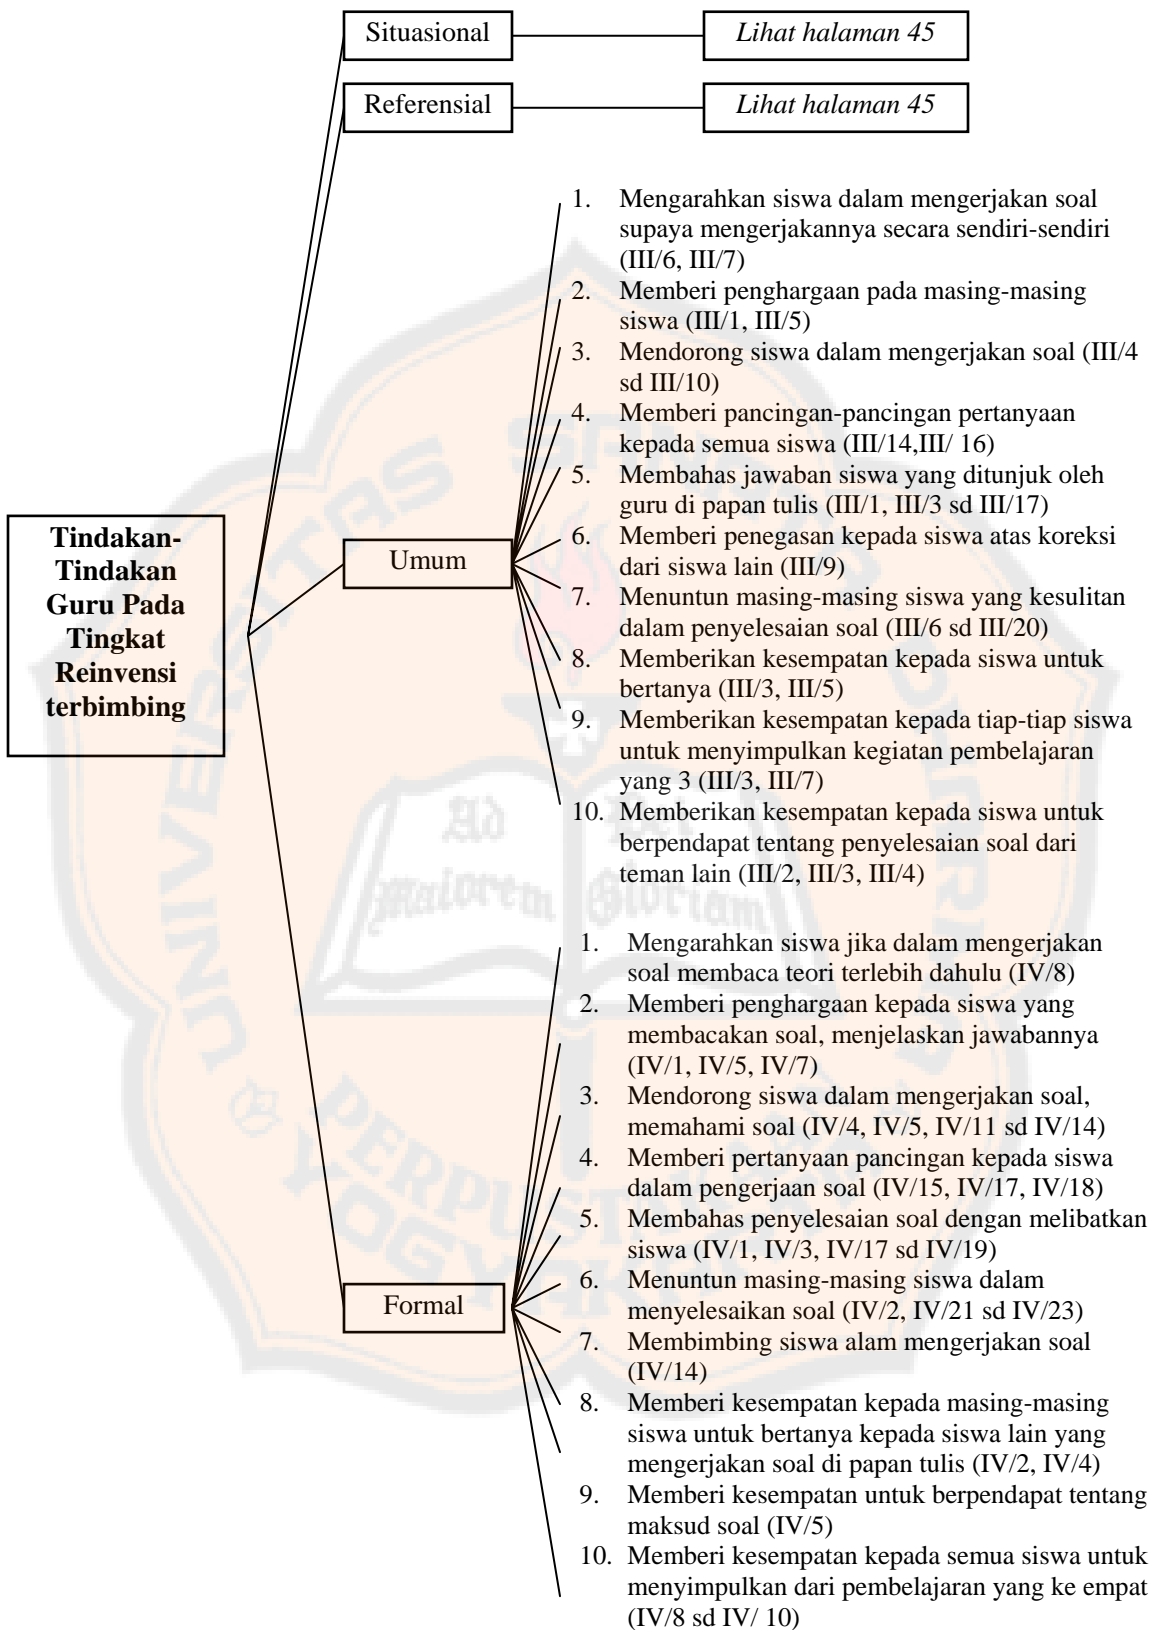 Situasional
Lihat halaman 45
Referensial
Lihat halaman 45
Tindakan-
Tindakan
Guru Pada
Tingkat
Reinvensi
terbimbing
Umum
1. Mengarahkan siswa dalam mengerjakan soal
supaya mengerjakannya secara sendiri-sendiri
(III/6, III/7)
2. Memberi penghargaan pada masing-masing
siswa (III/1, III/5)
3. Mendorong siswa dalam mengerjakan soal (III/4
sd III/10)
4. Memberi pancingan-pancingan pertanyaan
kepada semua siswa (III/14,III/ 16)
5. Membahas jawaban siswa yang ditunjuk oleh
guru di papan tulis (III/1, III/3 sd III/17)
6. Memberi penegasan kepada siswa atas koreksi
dari siswa lain (III/9)
7. Menuntun masing-masing siswa yang kesulitan
dalam penyelesaian soal (III/6 sd III/20)
8. Memberikan kesempatan kepada siswa untuk
bertanya (III/3, III/5)
9. Memberikan kesempatan kepada tiap-tiap siswa
untuk menyimpulkan kegiatan pembelajaran
yang 3 (III/3, III/7)
10. Memberikan kesempatan kepada siswa untuk
berpendapat tentang penyelesaian soal dari
teman lain (III/2, III/3, III/4)
Formal
1. Mengarahkan siswa jika dalam mengerjakan
soal membaca teori terlebih dahulu (IV/8)
2. Memberi penghargaan kepada siswa yang
membacakan soal, menjelaskan jawabannya
(IV/1, IV/5, IV/7)
3. Mendorong siswa dalam mengerjakan soal,
memahami soal (IV/4, IV/5, IV/11 sd IV/14)
4. Memberi pertanyaan pancingan kepada siswa
dalam pengerjaan soal (IV/15, IV/17, IV/18)
5. Membahas penyelesaian soal dengan melibatkan
siswa (IV/1, IV/3, IV/17 sd IV/19)
6. Menuntun masing-masing siswa dalam
menyelesaikan soal (IV/2, IV/21 sd IV/23)
7. Membimbing siswa alam mengerjakan soal
(IV/14)
8. Memberi kesempatan kepada masing-masing
siswa untuk bertanya kepada siswa lain yang
mengerjakan soal di papan tulis (IV/2, IV/4)
9. Memberi kesempatan untuk berpendapat tentang
maksud soal (IV/5)
10. Memberi kesempatan kepada semua siswa untuk
menyimpulkan dari pembelajaran yang ke empat
(IV/8 sd IV/ 10)
UNIVERSITAS SANATA DHARMA
Ad Dei
Maiorem Gloriam
PERPUSTAKAAN
YOGYAKARTA